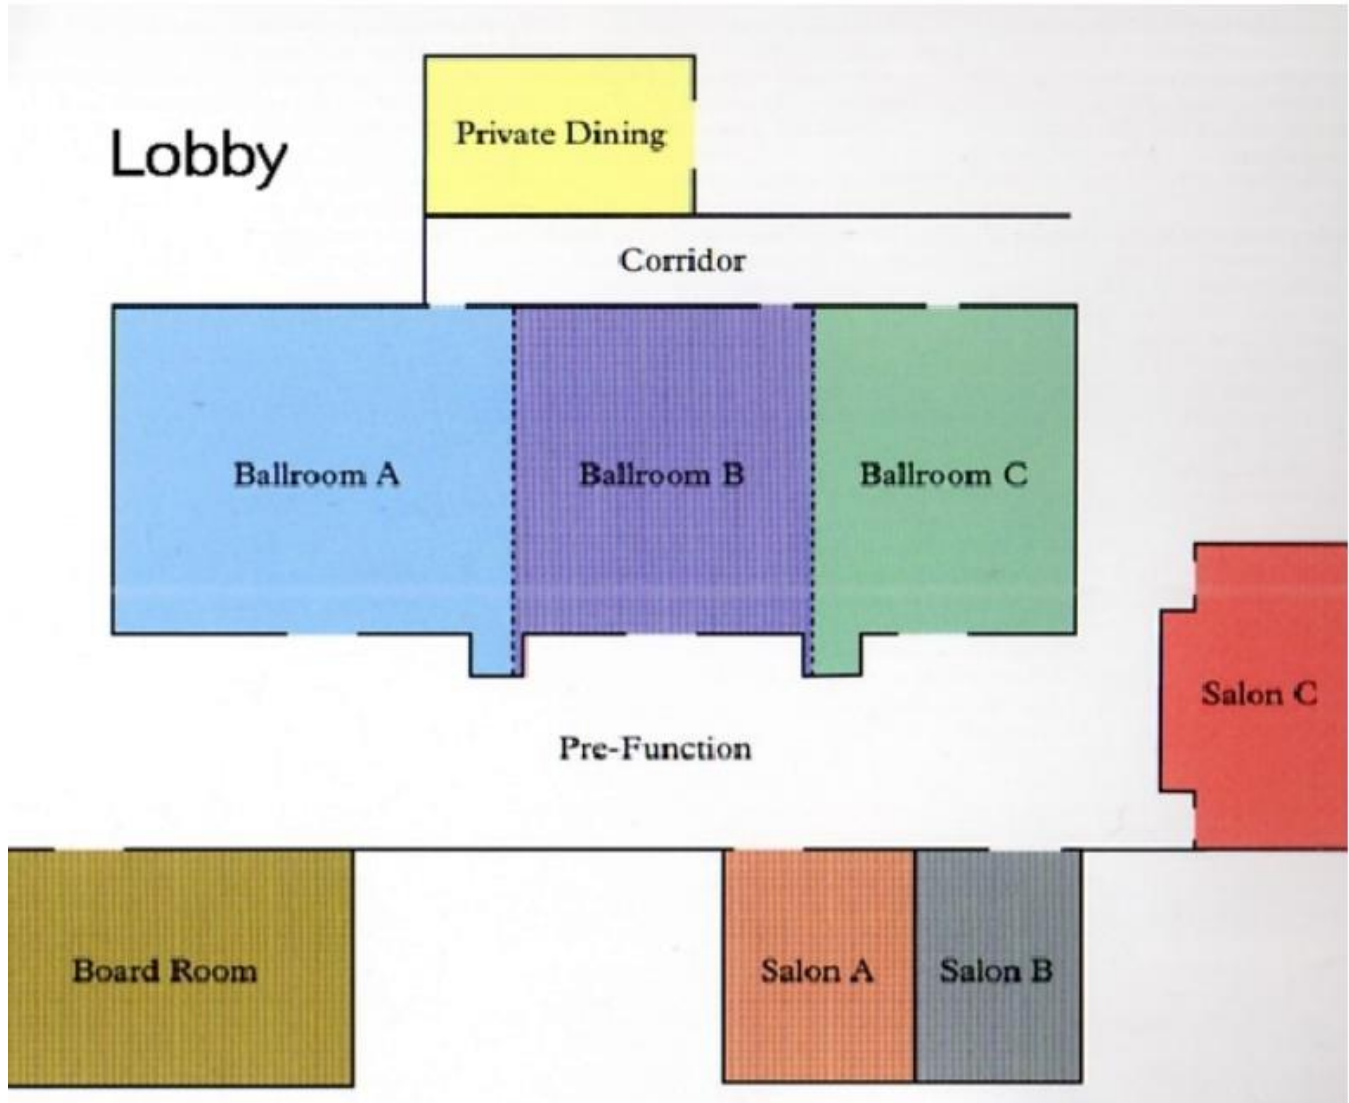 Private Dining
Lobby
Corridor
Ballroom A
Ballroom B
Ballroom C
Salon C
Pre-Function
Board Room
Salon A
Salon B